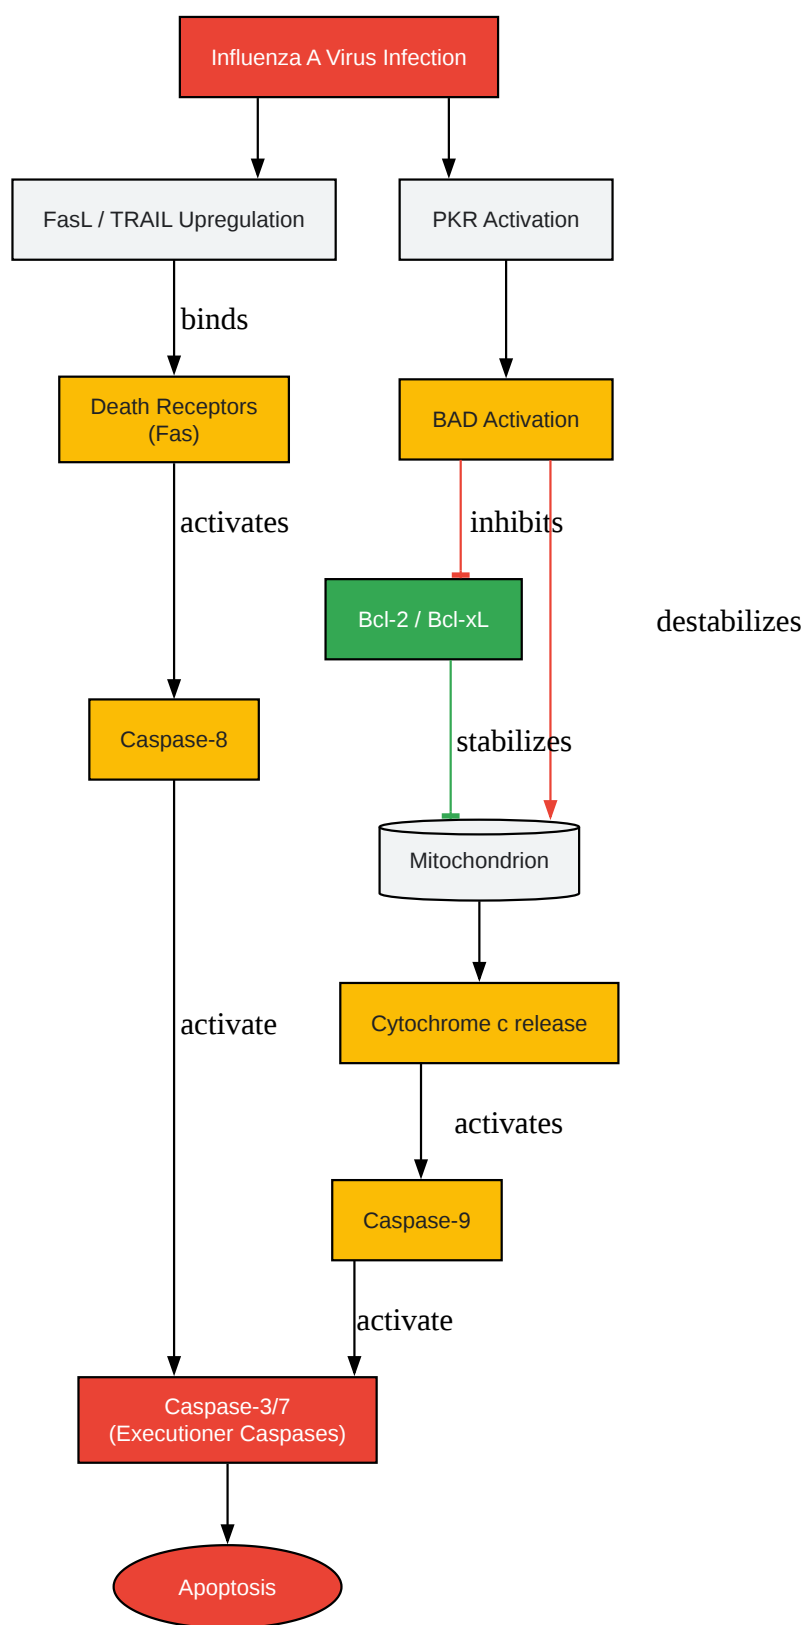 Influenza A Virus Infection
FasL / TRAIL Upregulation
PKR Activation
binds
Death Receptors
(Fas)
BAD Activation
activates
inhibits
Bcl-2 / Bcl-xL
destabilizes
Caspase-8
stabilizes
Mitochondrion
activate
Cytochrome c release
activates
Caspase-9
activate
Caspase-3/7
(Executioner Caspases)
Apoptosis